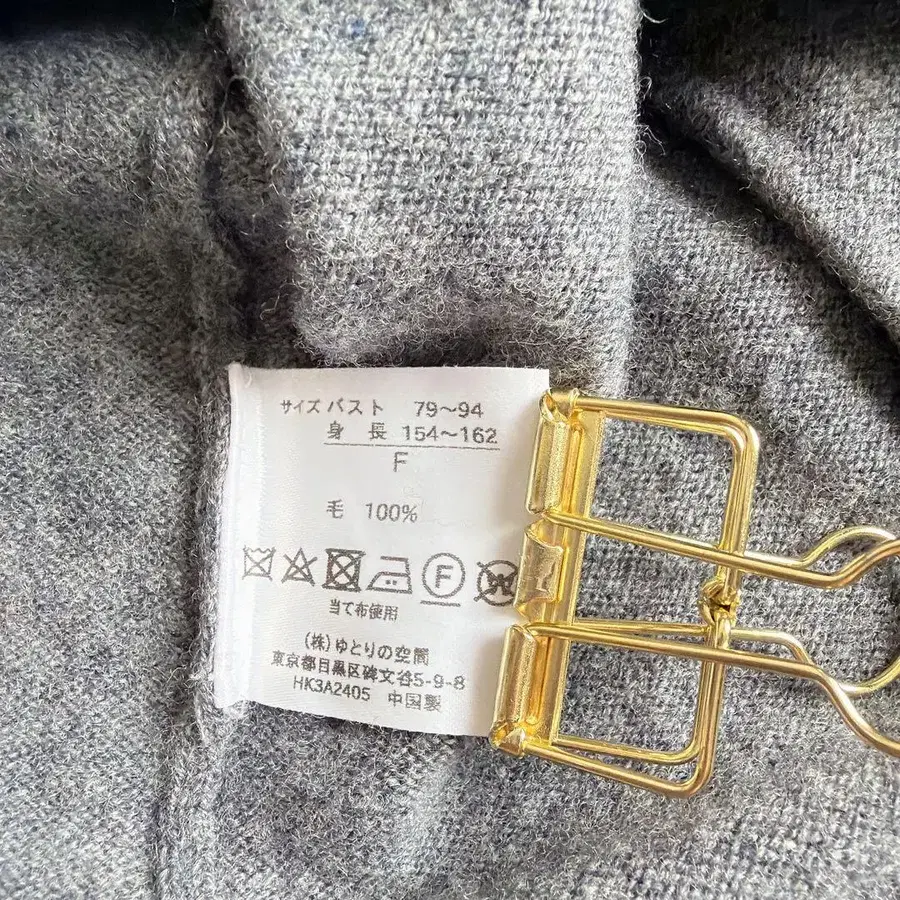 サイズ バスト 79〜94
身 長 154〜162
F
毛 100%
F W
当て布使用
(株)ゆとりの空間
東京都目黒区碑文谷5-9-8
HK3A2405 中国製